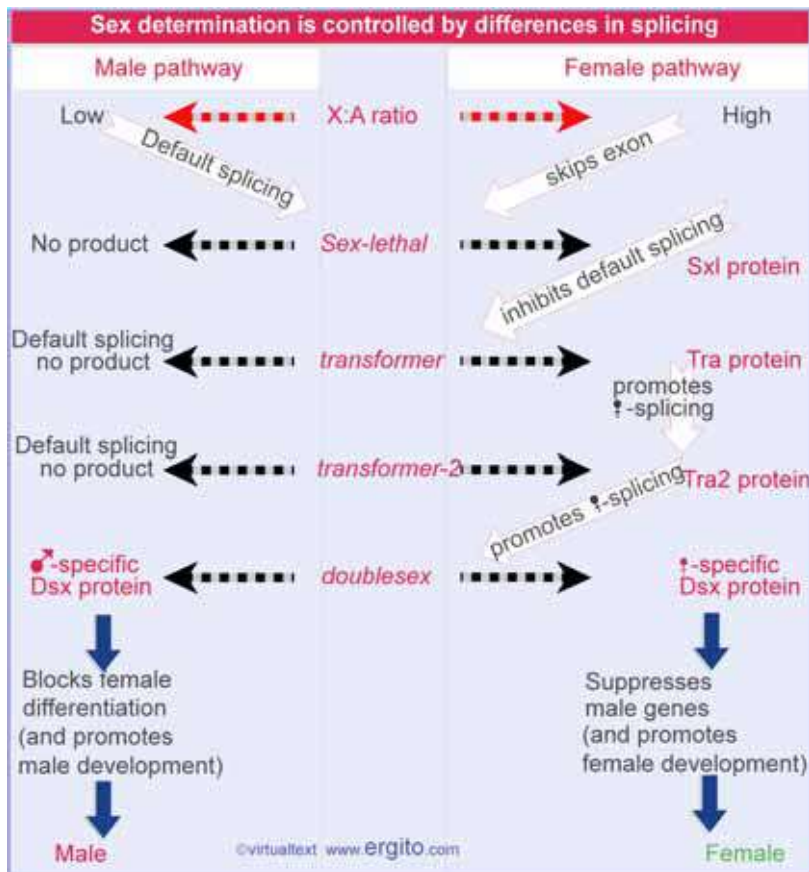 Sex determination is controlled by differences in splicing
Male pathway
Female pathway
Low
X:A ratio
High
Default splicing
skips exon
No product
Sex-lethal
Sxl protein
inhibits default splicing
Default splicing
no product
transformer
Tra protein
promotes
-splicing
Default splicing
no product
transformer-2
Tra2 protein
promotes -splicing
♂-specific
Dsx protein
doublesex
-specific
Dsx protein
Blocks female
differentiation
(and promotes
male development)
Suppresses
male genes
(and promotes
female development)
Male
©virtualtext www.ergito.com
Female